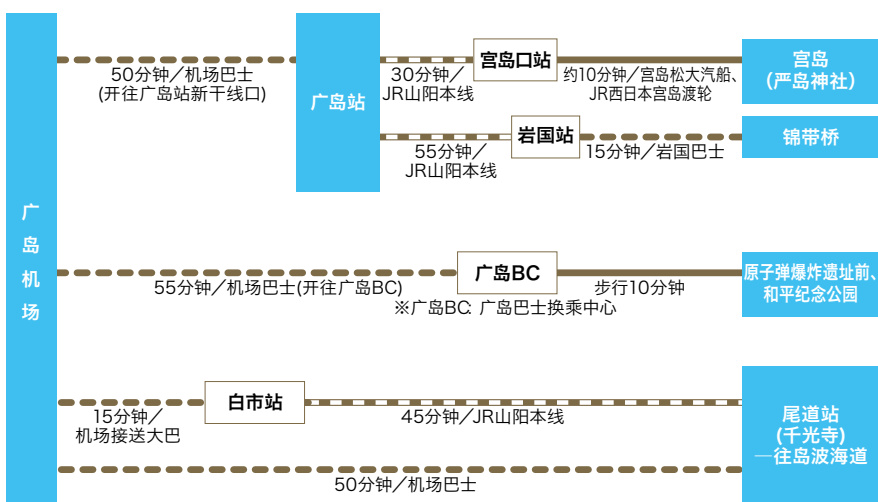 广岛机场
50分钟／机场巴士
(开往广岛站新干线口)
广岛站
30分钟／
JR山阳本线
宫岛口站
约10分钟／宫岛松大汽船、
JR西日本宫岛渡轮
宫岛
（严岛神社）
55分钟／
JR山阳本线
岩国站
15分钟／岩国巴士
锦带桥
55分钟／机场巴士(开往广岛BC)
广岛BC
※广岛BC: 广岛巴士换乘中心
步行10分钟
原子弹爆炸遗址前、
和平纪念公园
15分钟／
机场接送大巴
白市站
45分钟／JR山阳本线
50分钟／机场巴士
尾道站
(千光寺)
—往岛波海道